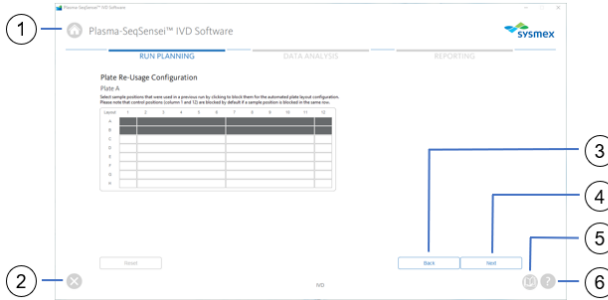 Plasma-SeqSensei™ IVD Software
1
Plasma-SeqSensei™ IVD Software
sysmex
RUN PLANNING
DATA ANALYSIS
REPORTING
Plate Re-Usage Configuration
Plate A
Select sample positions that were used in a previous run by clicking to block them for the automated plate layout configuration.
Please note that control positions (column 1 and 12) are blocked by default if a sample position is blocked in the same row.
Layout 1 2 3 4 5 6 7 8 9 10 11 12
A
B
C
D
E
F
G
H
3
4
5
Reset
Back
Next
2
IVD
?
6